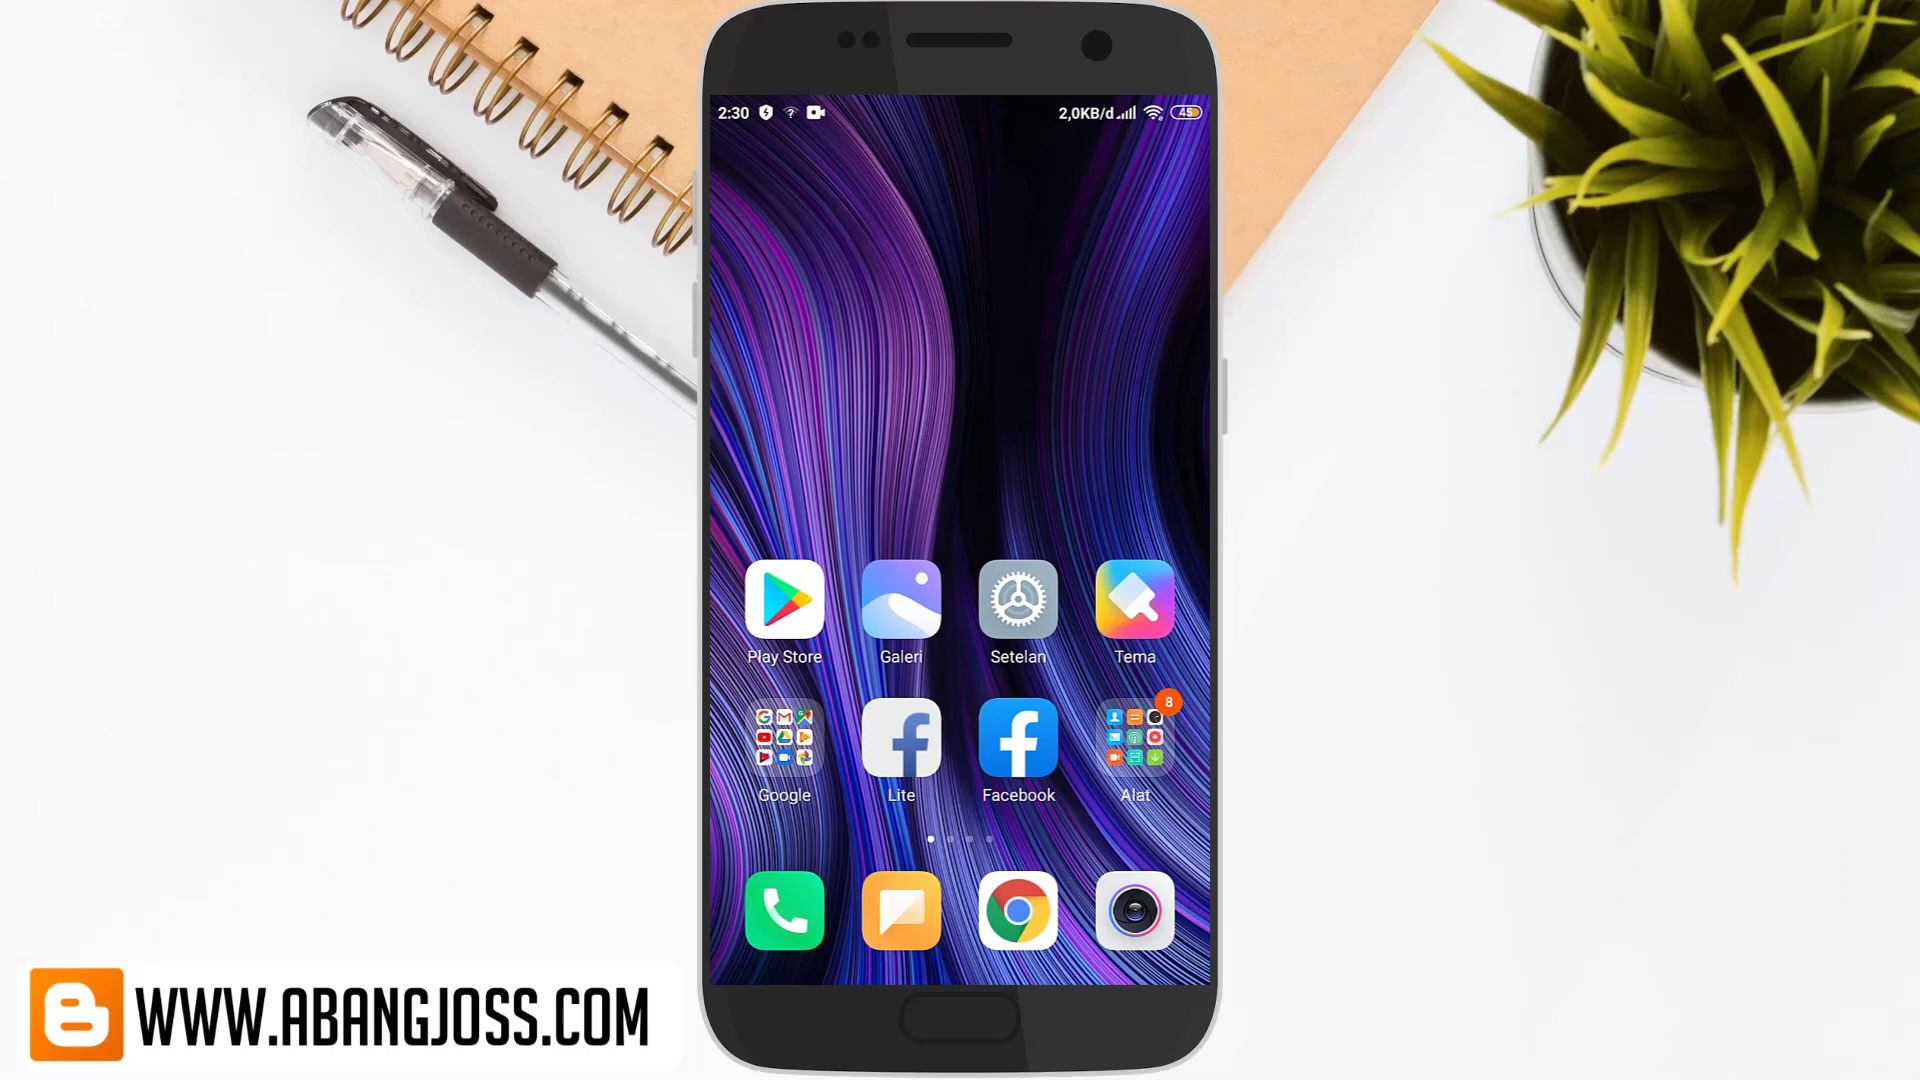 2:30 2,0KB/d 45
Play Store Galeri Setelan Tema
8
Google Lite Facebook Alat
WWW.ABANGJOSS.COM